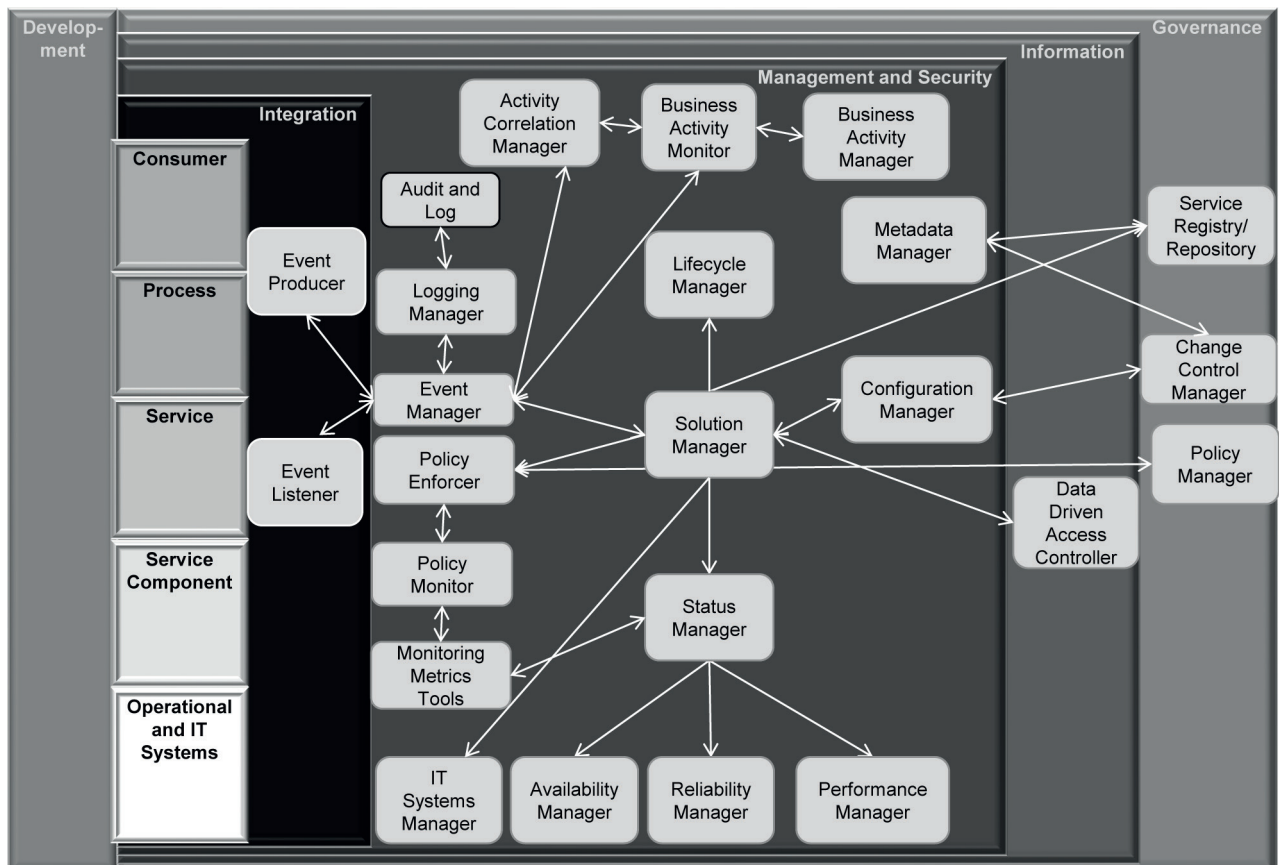 Develop-
ment
Governance
Information
Management and Security
Integration
Consumer
Process
Service
Service
Component
Operational
and IT
Systems
Event
Producer
Event
Listener
Activity
Correlation
Manager
Business
Activity
Monitor
Business
Activity
Manager
Audit and
Log
Logging
Manager
Event
Manager
Policy
Enforcer
Policy
Monitor
Monitoring
Metrics
Tools
IT
Systems
Manager
Availability
Manager
Reliability
Manager
Performance
Manager
Lifecycle
Manager
Solution
Manager
Status
Manager
Metadata
Manager
Configuration
Manager
Data
Driven
Access
Controller
Service
Registry/
Repository
Change
Control
Manager
Policy
Manager